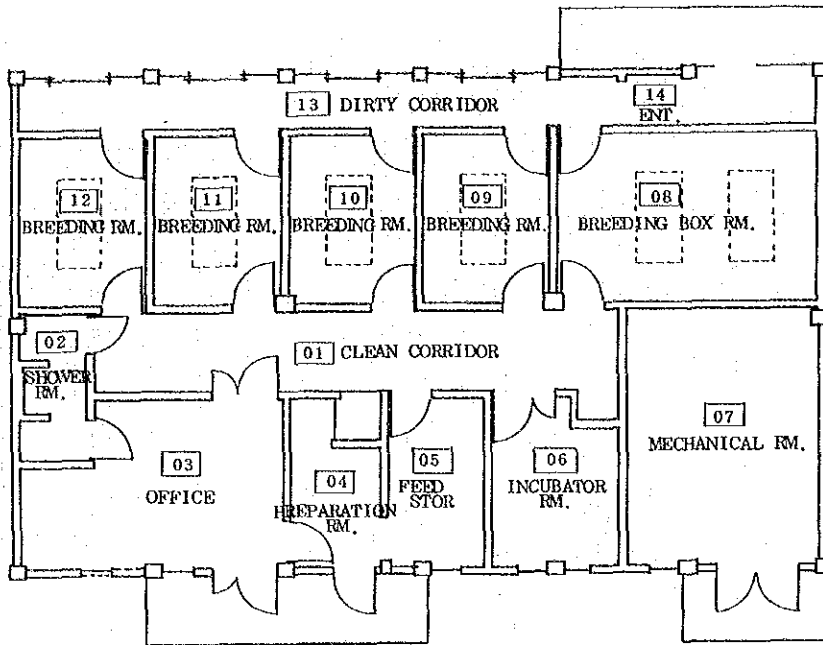 13 DIRTY CORRIDOR
14
ENT.
12
BREEDING RM.
11
BREEDING RM.
10
BREEDING RM.
09
BREEDING RM.
08
BREEDING BOX RM.
02
SHOWER
RM.
01 CLEAN CORRIDOR
03
OFFICE
04
PREPARATION
RM.
05
FEED
STOR
06
INCUBATOR
RM.
07
MECHANICAL RM.